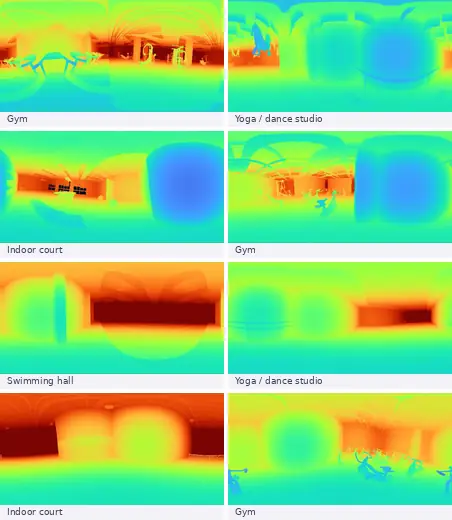 Gym
Yoga / dance studio
Indoor court
Gym
Swimming hall
Yoga / dance studio
Indoor court
Gym